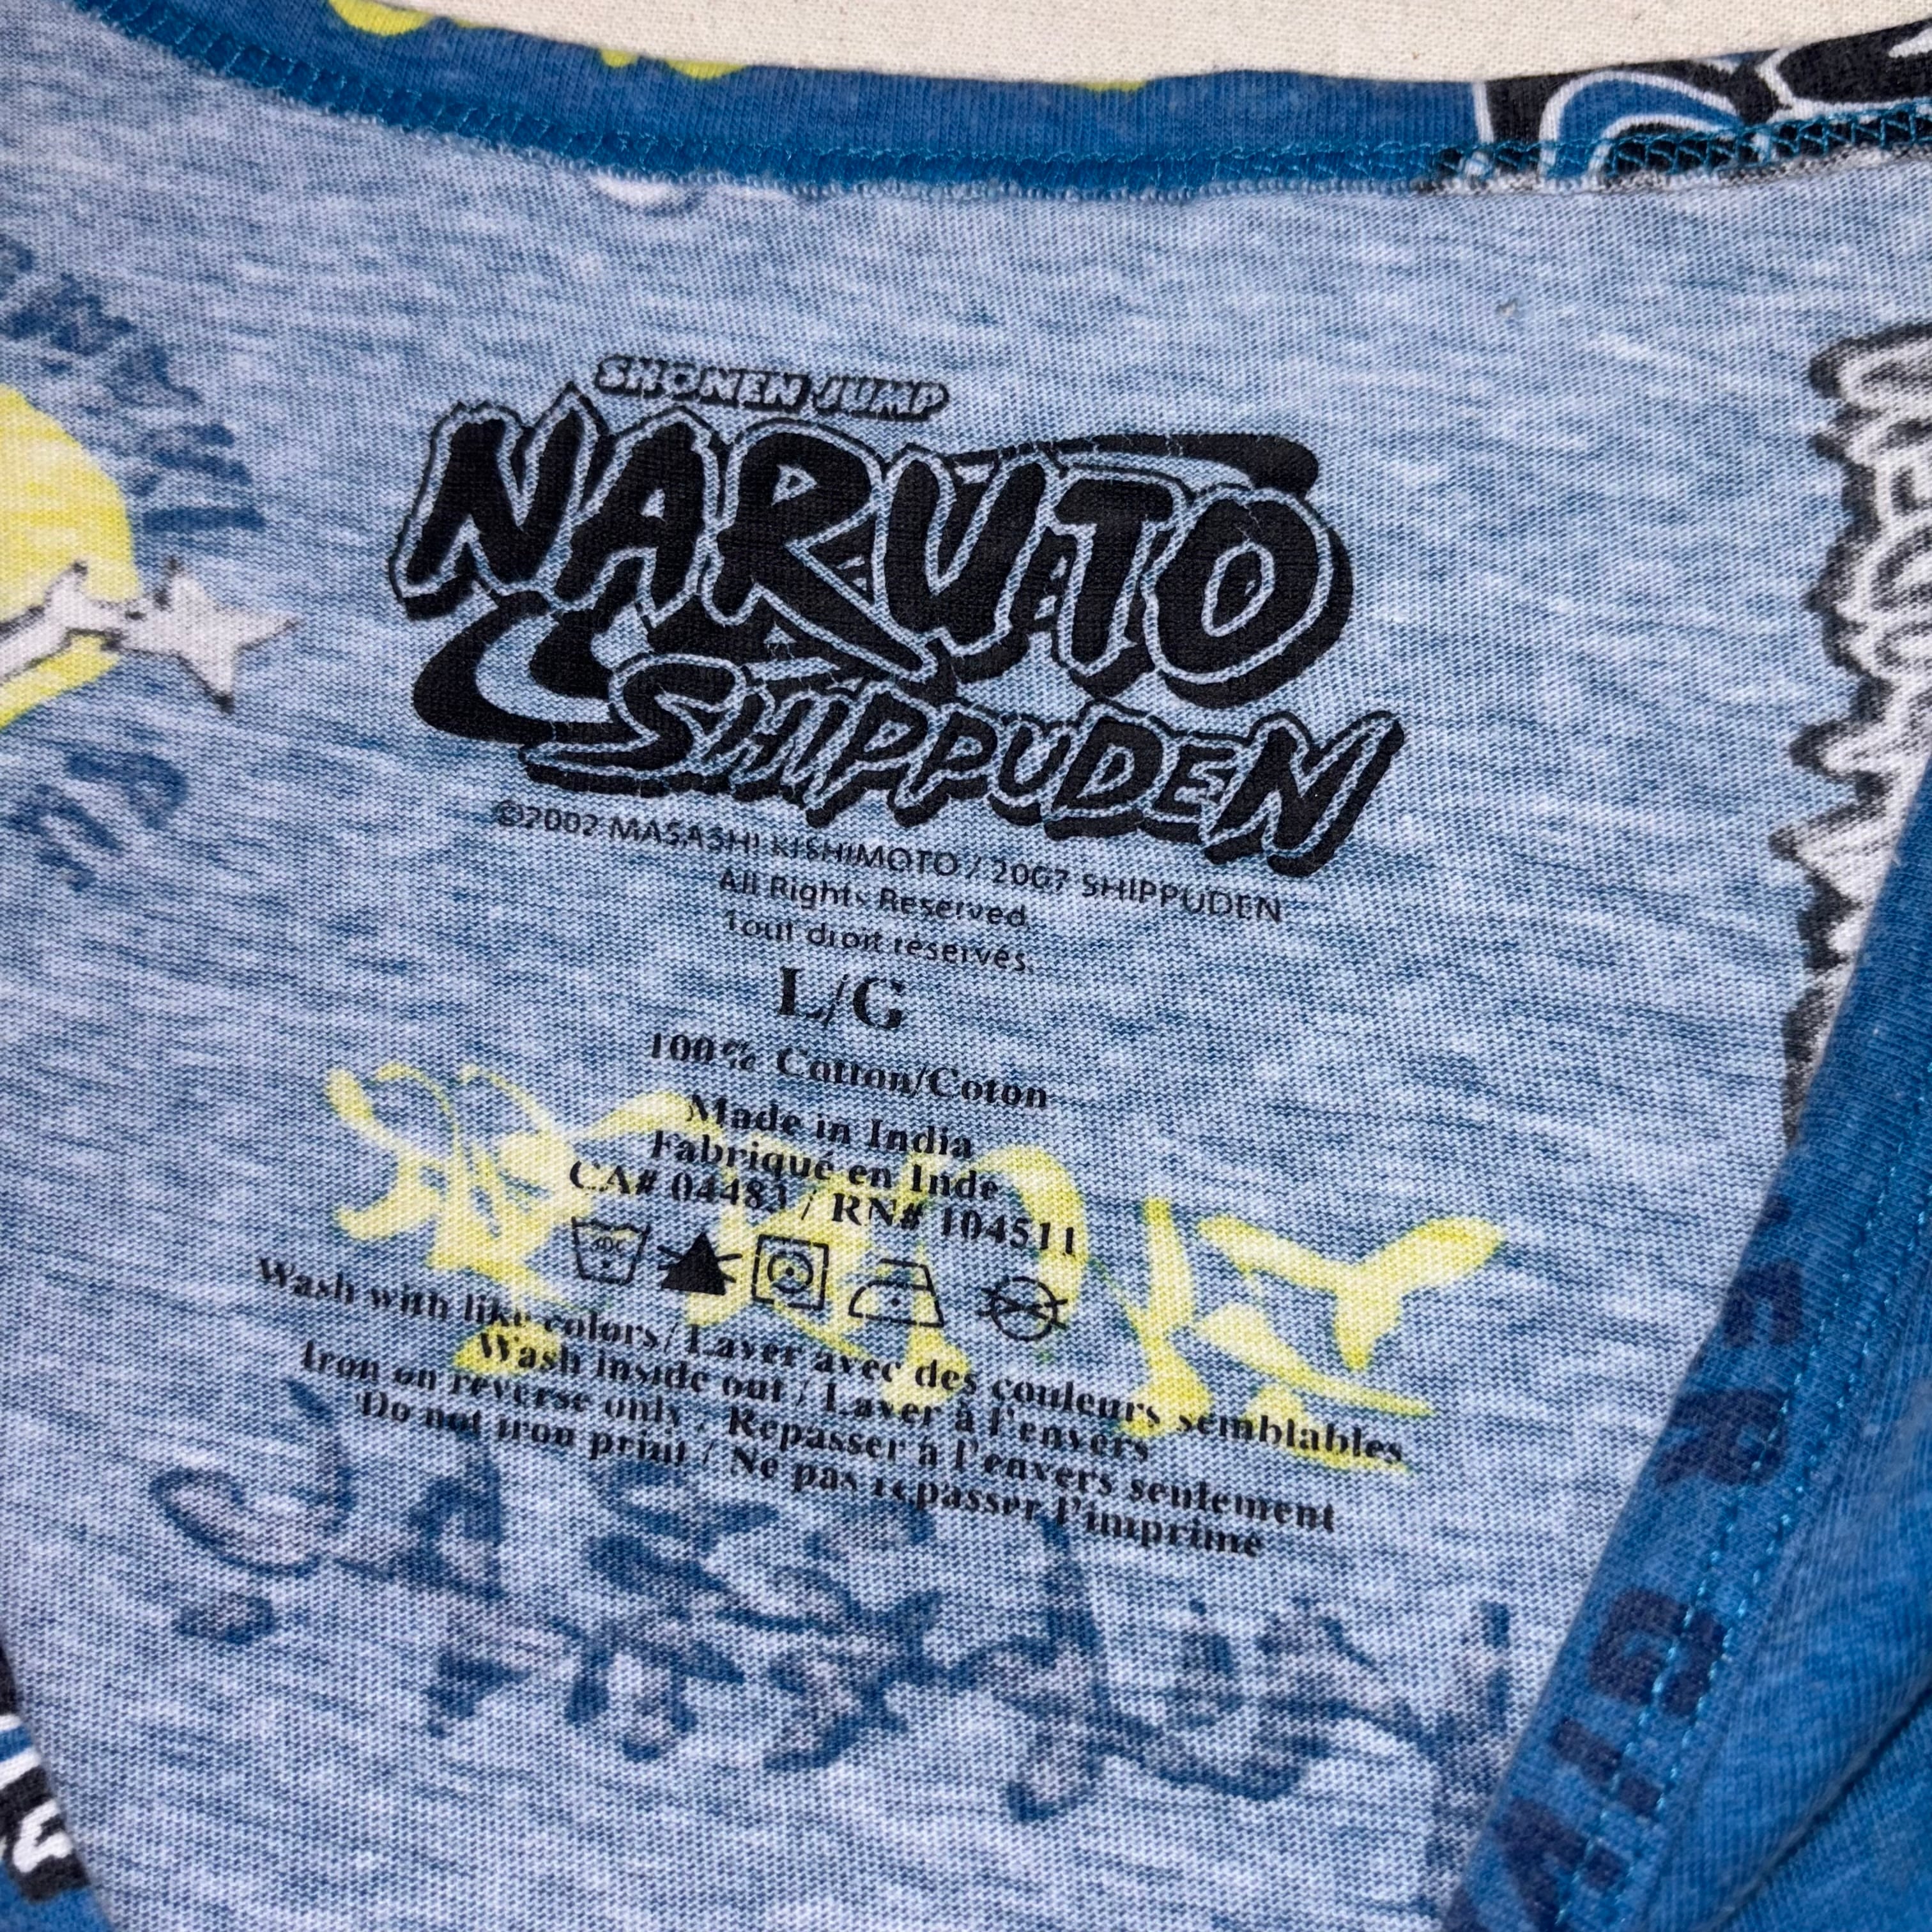 SHONEN JUMP
NARUTO
SHIPPUDEN
©2002 MASASHI KISHIMOTO / 2007 SHIPPUDEN
All Rights Reserved.
Tout droit réservés.
L/G
100% Cotton/Coton
Made in India
Fabriqué en Inde
CA# 04483 / RN# 104511
30C
Wash with like colors/Laver avec des couleurs semblables
Wash inside out / Laver à l'envers
Iron on reverse only / Repasser à l'envers seulement
Do not iron print / Ne pas repasser l'imprimé